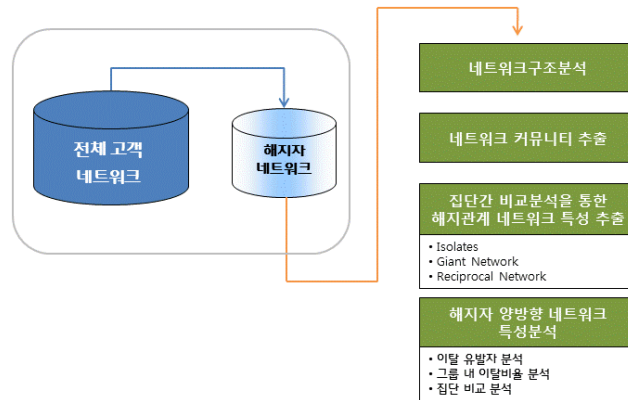 전체 고객
네트워크
해지자
네트워크
네트워크구조분석
네트워크 커뮤니티 추출
집단간 비교분석을 통한
해지관계 네트워크 특성 추출
• Isolates
• Giant Network
• Reciprocal Network
해지자 양방향 네트워크
특성분석
• 이탈 유발자 분석
• 그룹 내 이탈비율 분석
• 집단 비교 분석